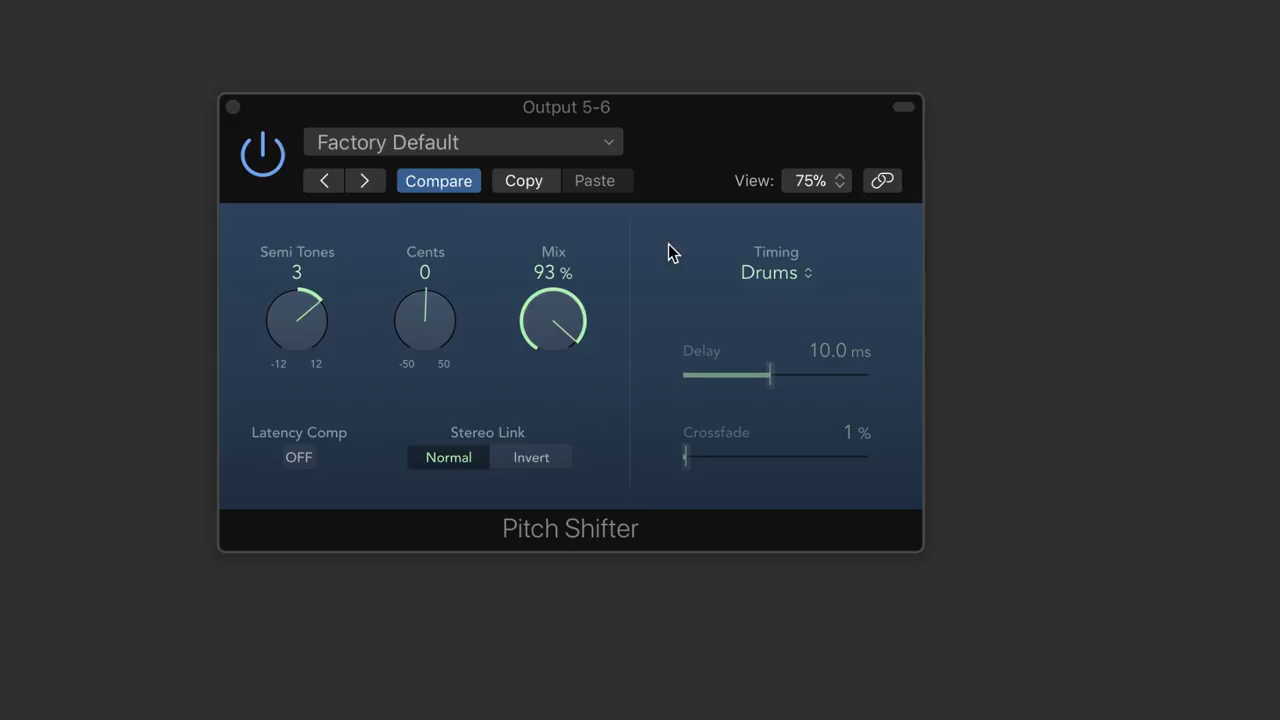 Output 5-6
Factory Default
Compare Copy Paste View: 75%
Semi Tones Cents Mix Timing
3 0 93 % Drums
-12 12 -50 50
Delay 10.0 ms
Latency Comp Stereo Link Crossfade 1 %
OFF Normal Invert
Pitch Shifter